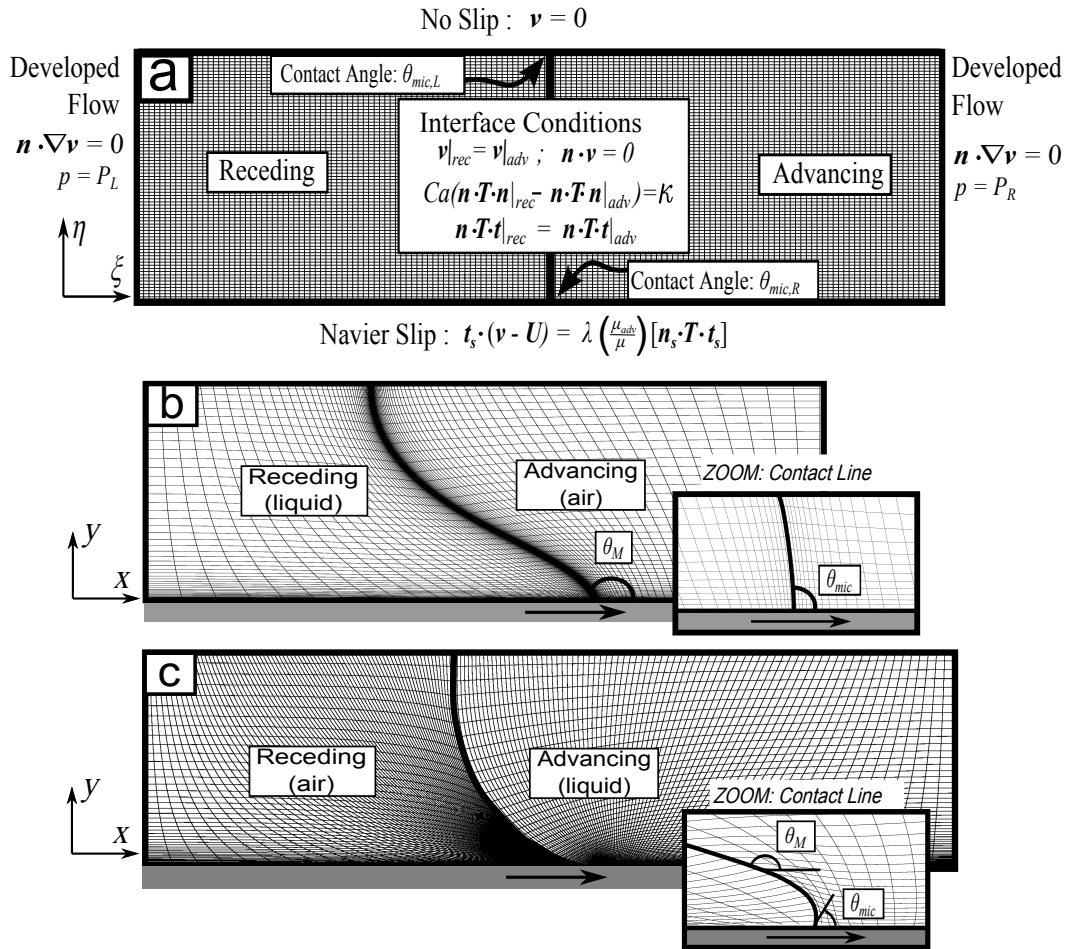 No Slip : v = 0
Developed
Flow
n·∇v = 0
p = P_L
a
Contact Angle: θ_mic,L
Interface Conditions
v|_rec = v|_adv ; n·v = 0
Ca(n·T·n|_rec – n·T·n|_adv) = κ
n·T·t|_rec = n·T·t|_adv
Receding
Advancing
Contact Angle: θ_mic,R
η
ξ
Developed
Flow
n·∇v = 0
p = P_R
Navier Slip : t_s·(v - U) = λ (μ_adv/μ) [n_s·T·t_s]
b
Receding
(liquid)
Advancing
(air)
θ_M
y
x
ZOOM: Contact Line
θ_mic
c
Receding
(air)
Advancing
(liquid)
y
x
ZOOM: Contact Line
θ_M
θ_mic